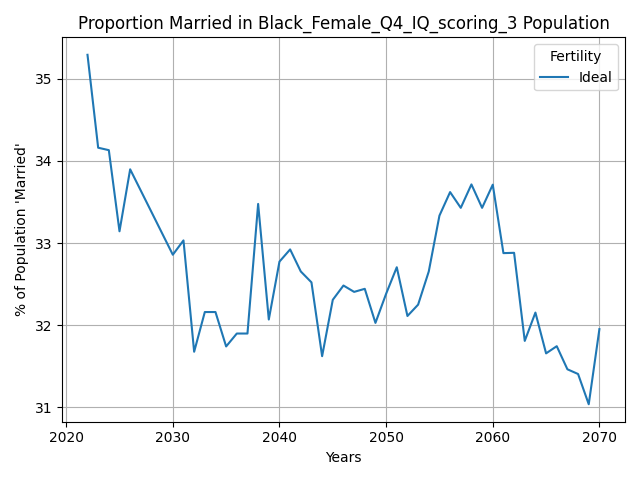 Proportion Married in Black_Female_Q4_IQ_scoring_3 Population
Fertility
Ideal
% of Population 'Married'
35
34
33
32
31
2020 2030 2040 2050 2060 2070
Years